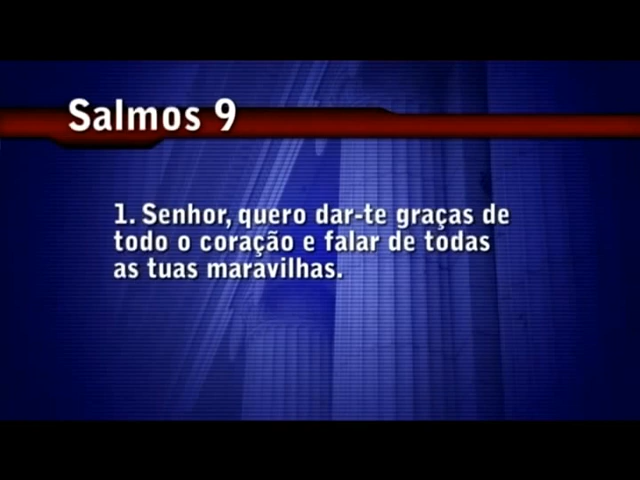 Salmos 9
1. Senhor, quero dar-te graças de
todo o coração e falar de todas
as tuas maravilhas.